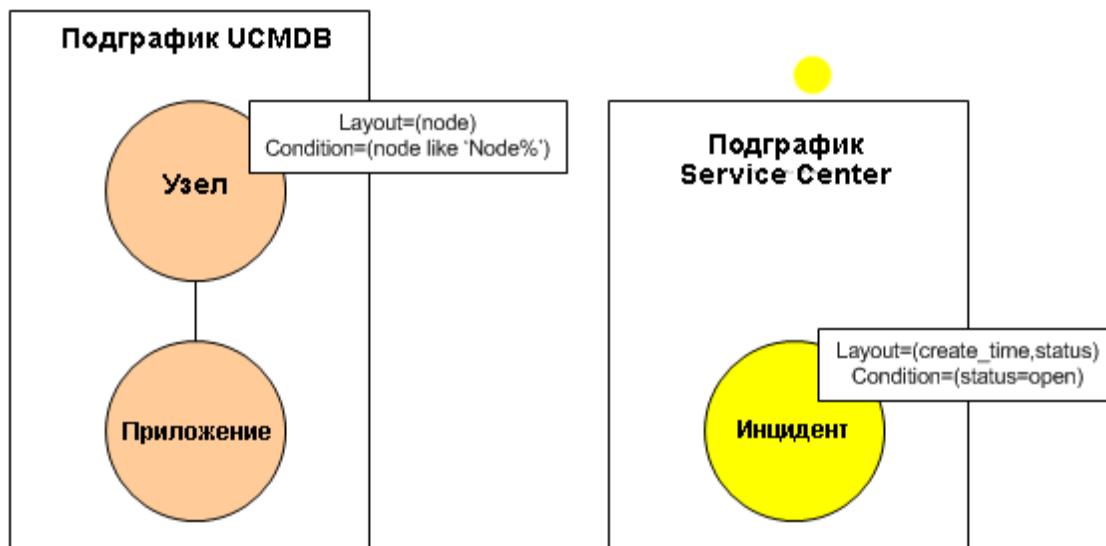 Подграфик UCMDB
Layout=(node)
Condition=(node like ‘Node%’)
Узел
Приложение
Подграфик
Service Center
Layout=(create_time,status)
Condition=(status=open)
Инцидент